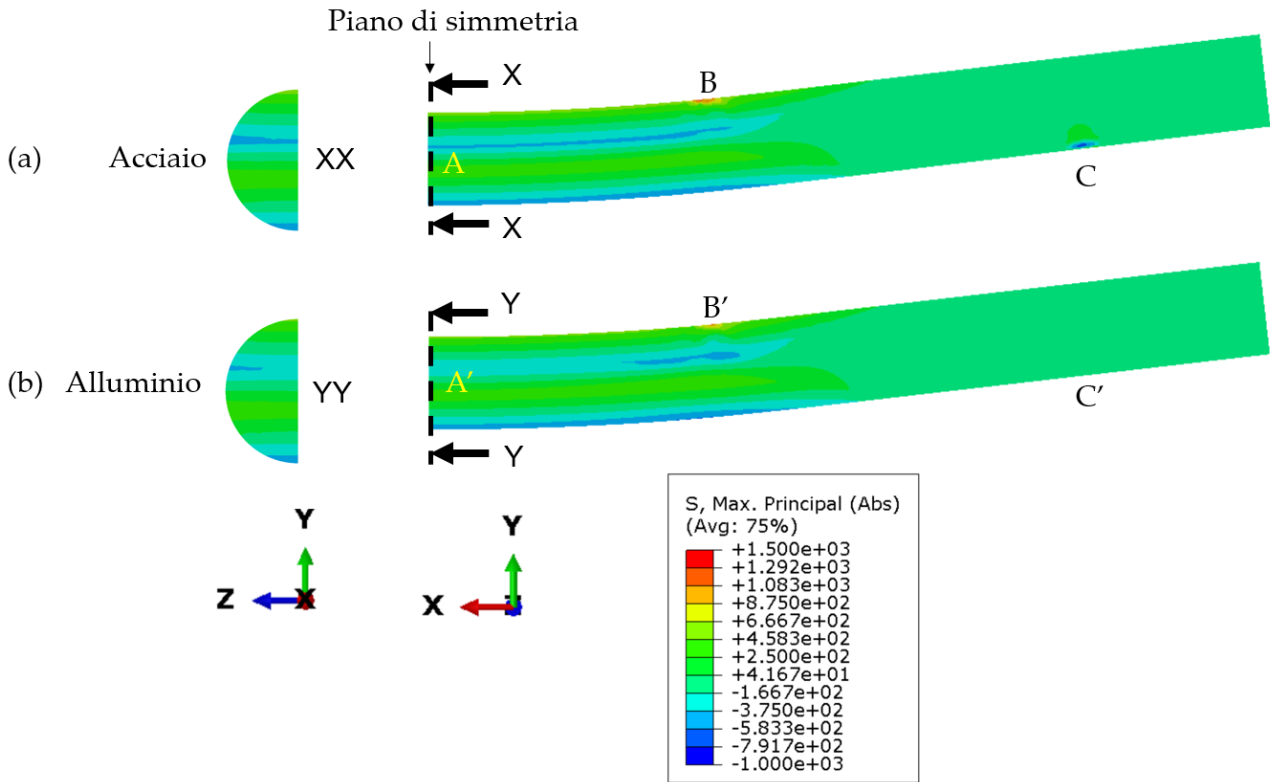 Piano di simmetria
X
B
(a) Acciaio XX
A
C
X
Y
B'
(b) Alluminio YY
A'
C'
Y
S, Max. Principal (Abs)
(Avg: 75%)
+1.500e+03
+1.292e+03
+1.083e+03
+8.750e+02
+6.667e+02
+4.583e+02
+2.500e+02
+4.167e+01
-1.667e+02
-3.750e+02
-5.833e+02
-7.917e+02
-1.000e+03
Y
Z X
Y
X Z